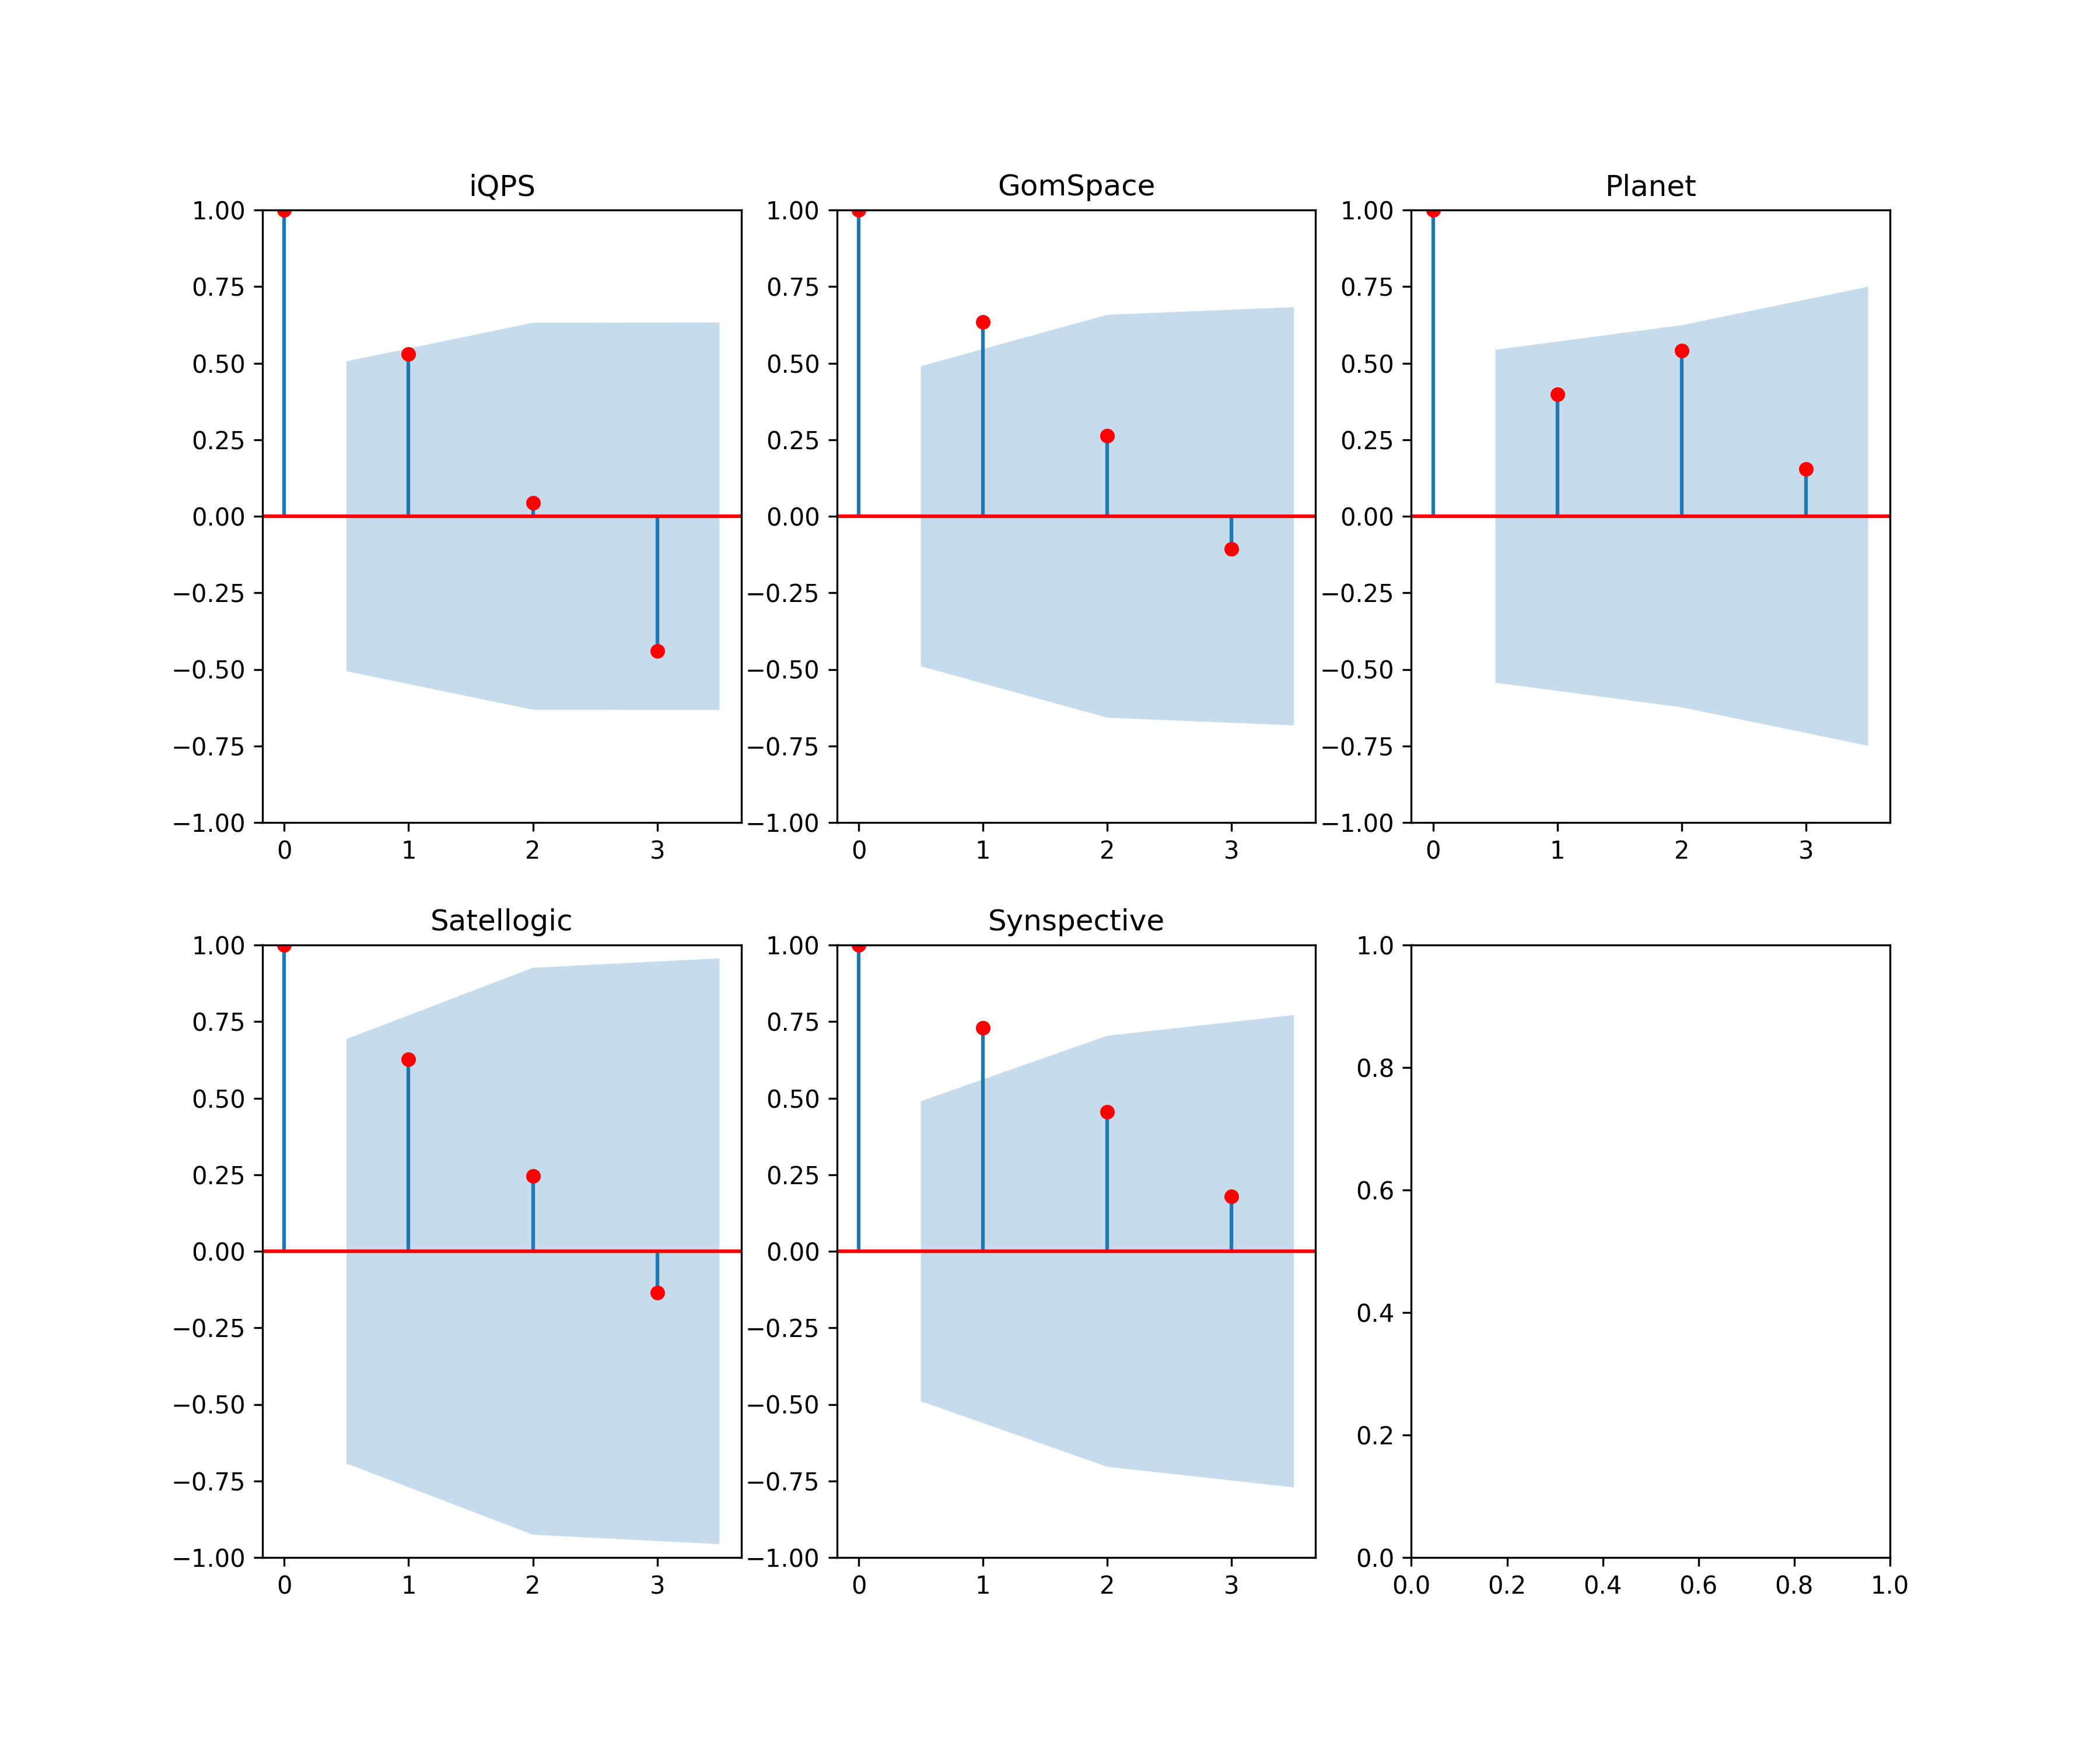 iQPS GomSpace Planet
1.00 1.00 1.00
0.75 0.75 0.75
0.50 0.50 0.50
0.25 0.25 0.25
0.00 0.00 0.00
−0.25 −0.25 −0.25
−0.50 −0.50 −0.50
−0.75 −0.75 −0.75
−1.00 −1.00 −1.00
0 1 2 3 0 1 2 3 0 1 2 3
Satellogic Synspective
1.00 1.00 1.0
0.75 0.75 0.8
0.50 0.50 0.6
0.25 0.25 0.4
0.00 0.00 0.2
−0.25 −0.25 0.0
−0.50 −0.50
−0.75 −0.75
−1.00 −1.00
0 1 2 3 0 1 2 3 0.0 0.2 0.4 0.6 0.8 1.0